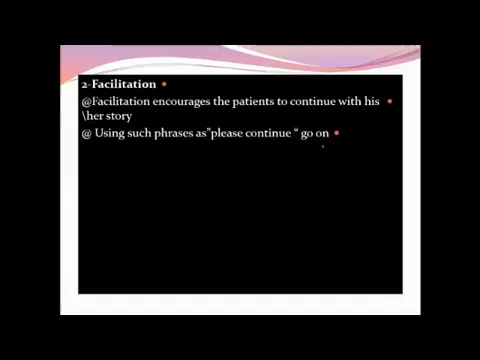 2-Facilitation
@Facilitation encourages the patients to continue with his
\her story
@ Using such phrases as"please continue " go on